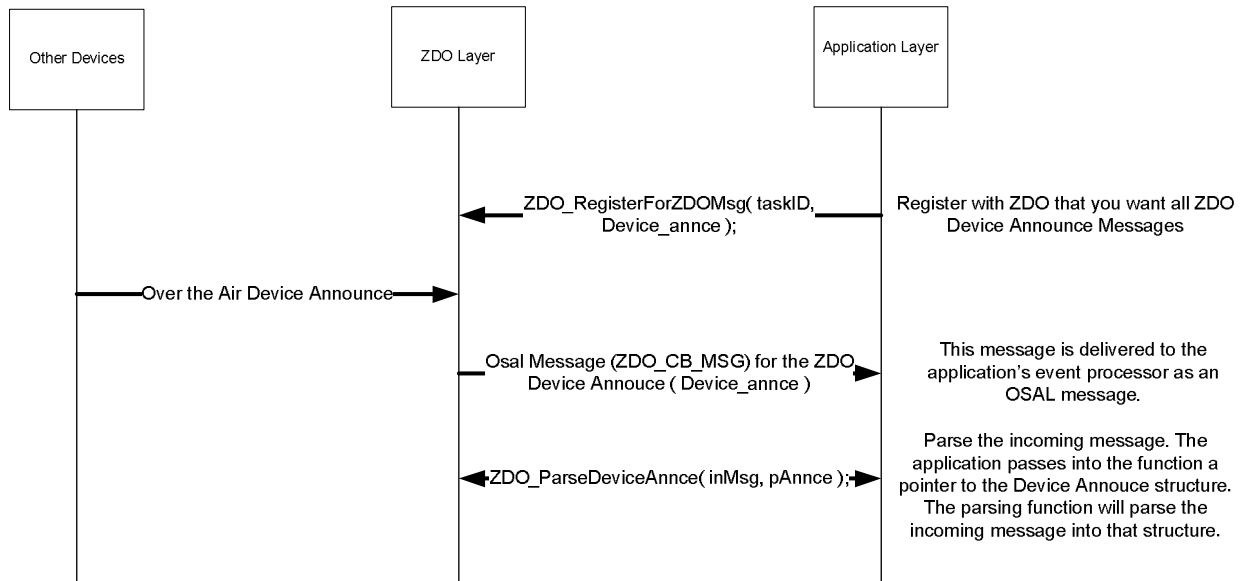 Other Devices
ZDO Layer
Application Layer
ZDO_RegisterForZDOMsg( taskID,
Device_annce );
Register with ZDO that you want all ZDO
Device Announce Messages
Over the Air Device Announce
Osal Message (ZDO_CB_MSG) for the ZDO
Device Annouce ( Device_annce )
This message is delivered to the
application’s event processor as an
OSAL message.
ZDO_ParseDeviceAnnce( inMsg, pAnnce );
Parse the incoming message. The
application passes into the function a
pointer to the Device Annouce structure.
The parsing function will parse the
incoming message into that structure.